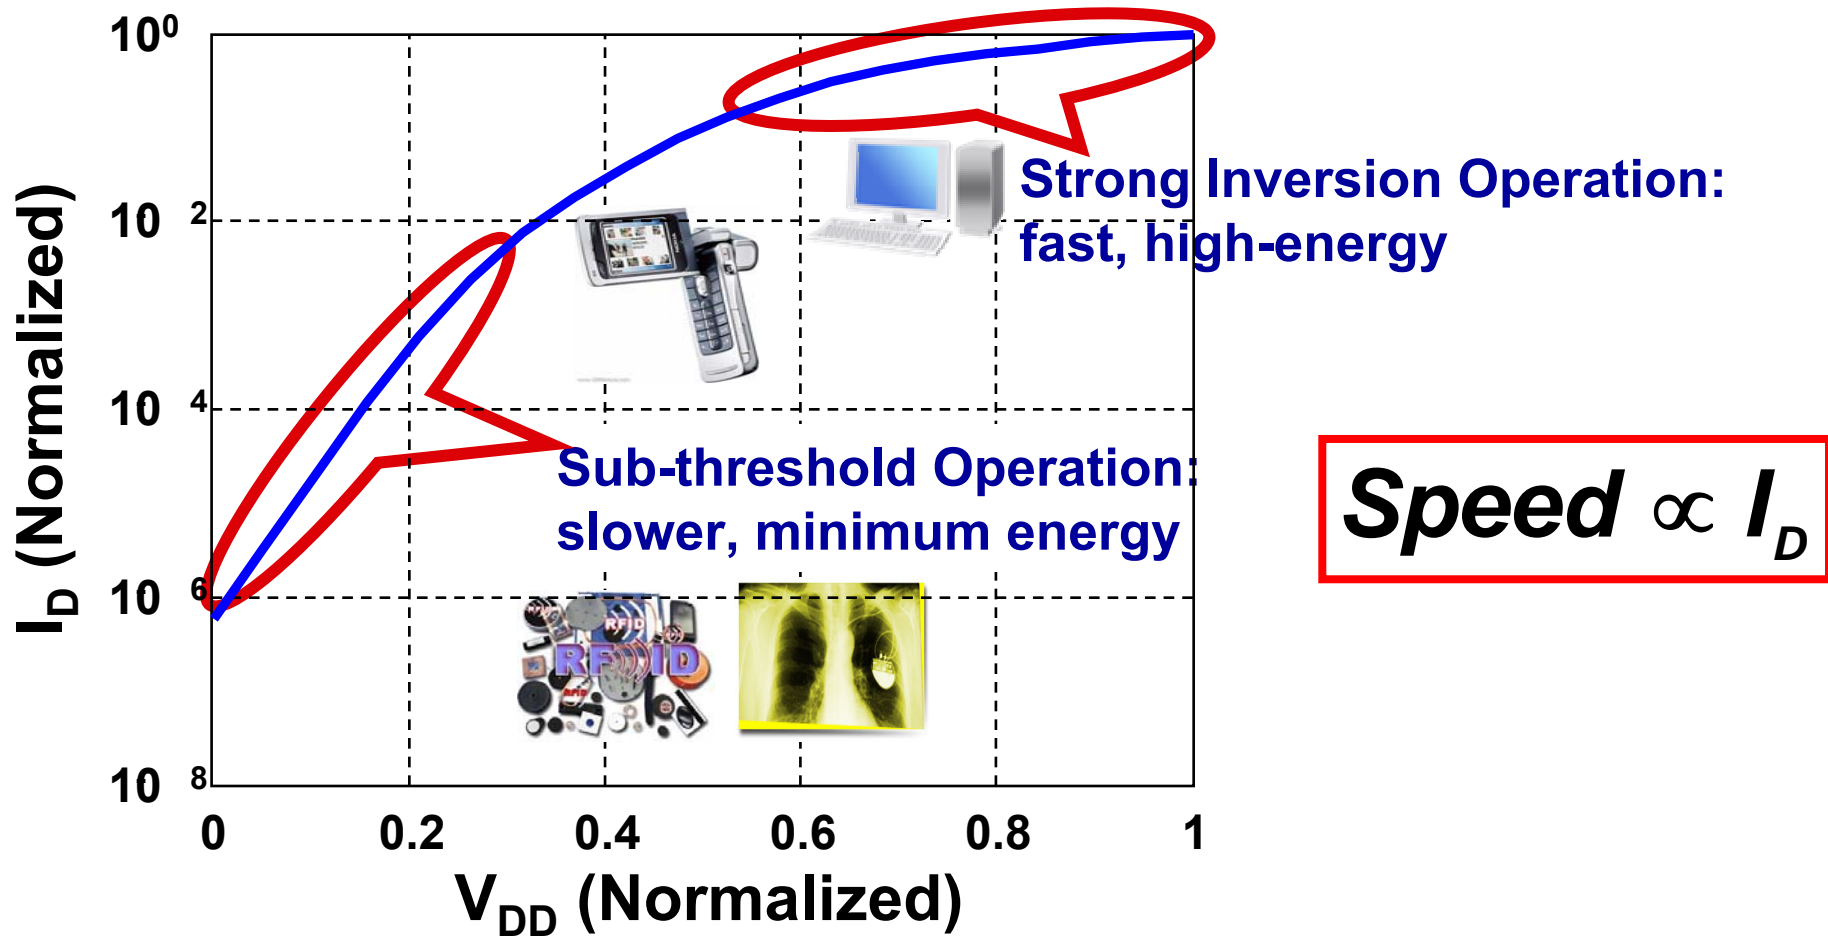 10⁰
10 2
10 4
10 6
10 8
I_D (Normalized)
0 0.2 0.4 0.6 0.8 1
V_DD (Normalized)
Strong Inversion Operation:
fast, high-energy
Sub-threshold Operation:
slower, minimum energy
RFID
RFID
RFID
Speed ∝ I_D